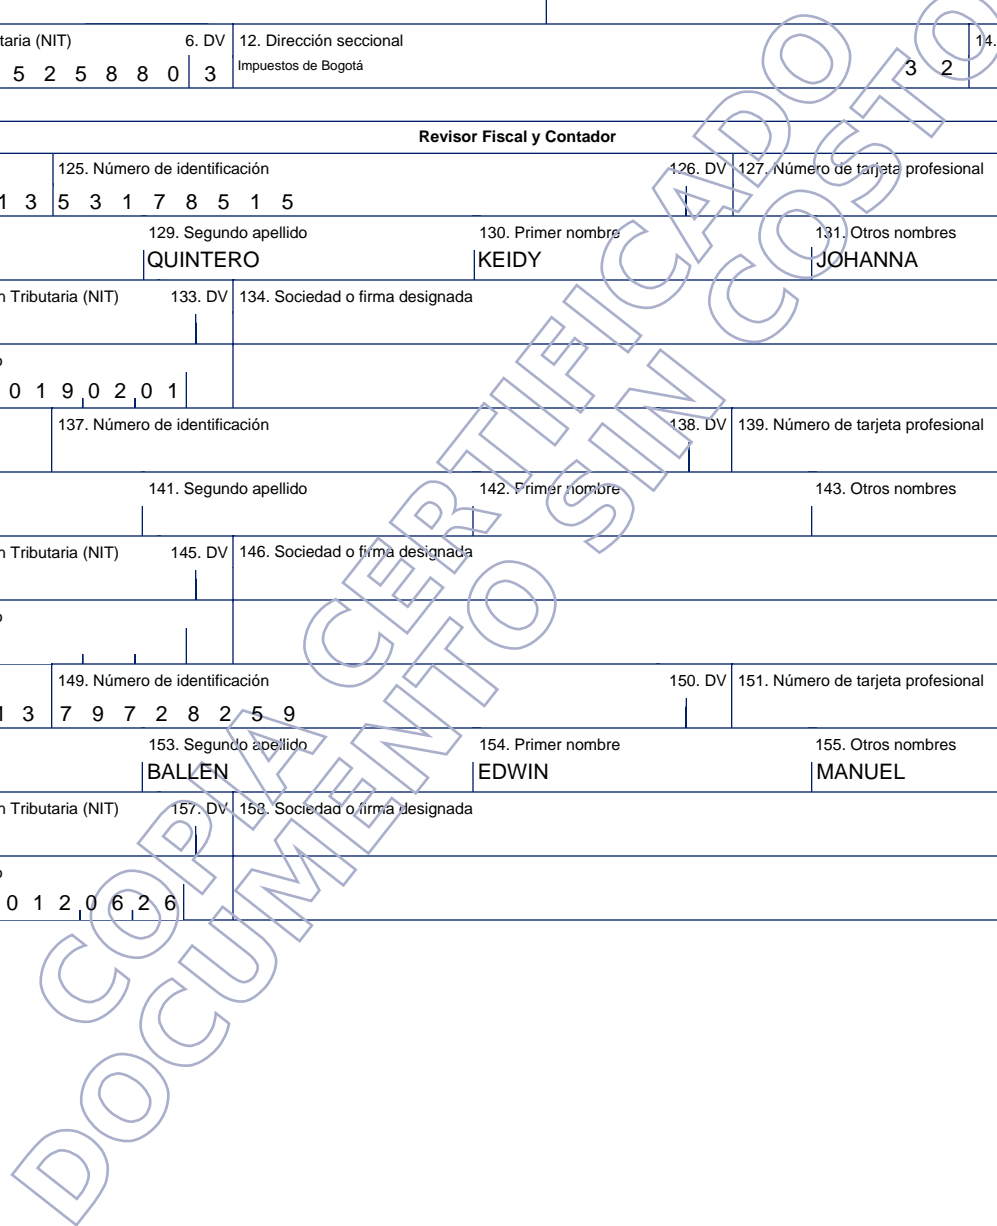 taria (NIT) 6. DV 12. Dirección seccional 14.
5 2 5 8 8 0 3 Impuestos de Bogotá 3 2
Revisor Fiscal y Contador
125. Número de identificación 126. DV 127. Número de tarjeta profesional
1 3 5 3 1 7 8 5 1 5
129. Segundo apellido 130. Primer nombre 131. Otros nombres
QUINTERO KEIDY JOHANNA
n Tributaria (NIT) 133. DV 134. Sociedad o firma designada
o
0 1 9 0 2 0 1
137. Número de identificación 138. DV 139. Número de tarjeta profesional
141. Segundo apellido 142. Primer nombre 143. Otros nombres
n Tributaria (NIT) 145. DV 146. Sociedad o firma designada
o
149. Número de identificación 150. DV 151. Número de tarjeta profesional
1 3 7 9 7 2 8 2 5 9
153. Segundo apellido 154. Primer nombre 155. Otros nombres
BALLEN EDWIN MANUEL
n Tributaria (NIT) 157. DV 158. Sociedad o firma designada
o
0 1 2 0 6 2 6
COPIA CERTIFICADO
DOCUMENTO SIN COSTO